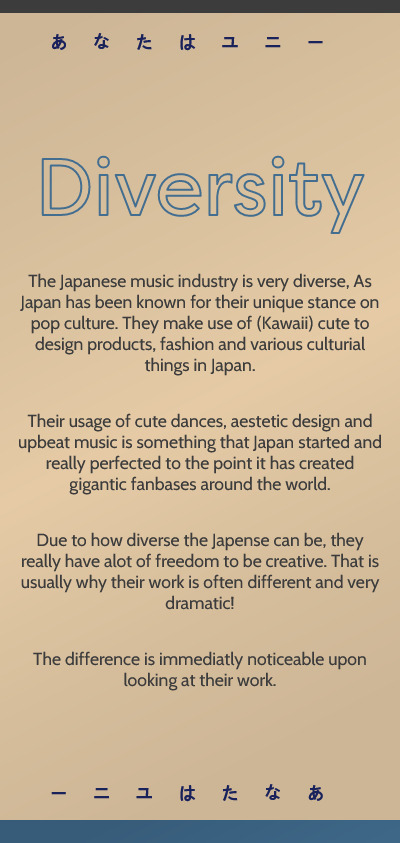 あなたはユニー
Diversity
The Japanese music industry is very diverse, As
Japan has been known for their unique stance on
pop culture. They make use of (Kawaii) cute to
design products, fashion and various culturial
things in Japan.
Their usage of cute dances, aestetic design and
upbeat music is something that Japan started and
really perfected to the point it has created
gigantic fanbases around the world.
Due to how diverse the Japense can be, they
really have alot of freedom to be creative. That is
usually why their work is often different and very
dramatic!
The difference is immediatly noticeable upon
looking at their work.
ーニユはたなあ